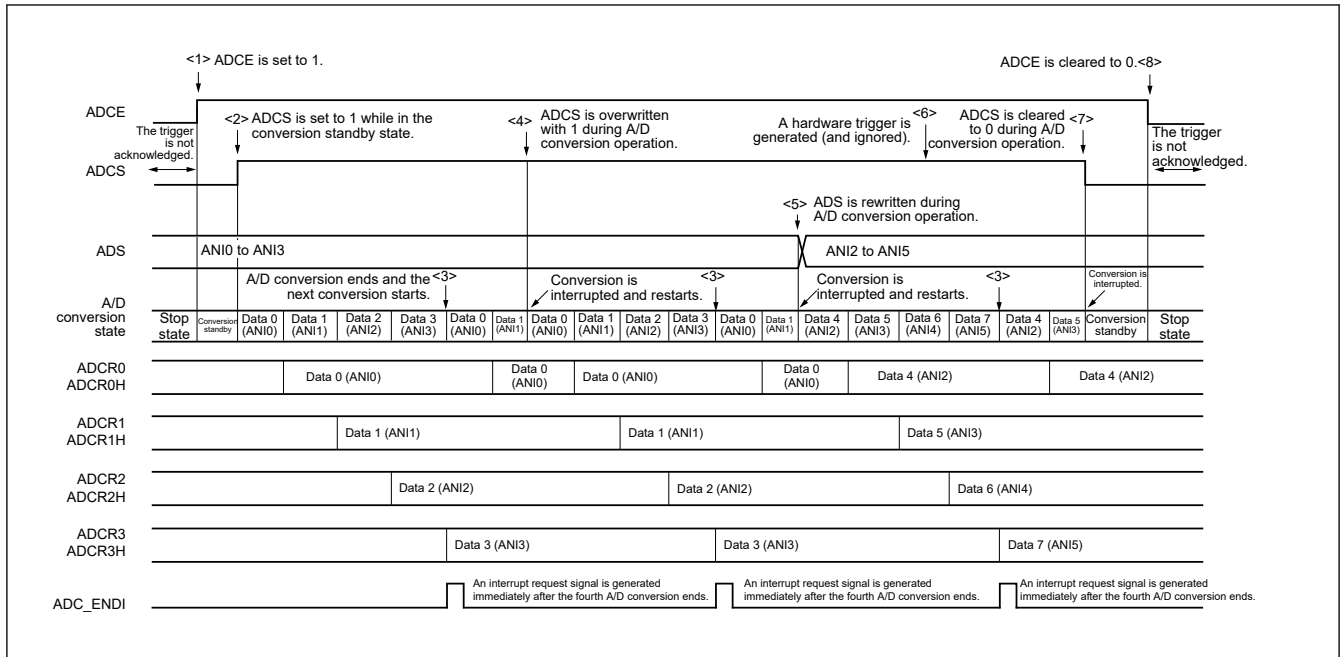 <1> ADCE is set to 1.
ADCE is cleared to 0.<8>
ADCE
The trigger
is not
acknowledged.
<2> ADCS is set to 1 while in the
conversion standby state.
<4> ADCS is overwritten
with 1 during A/D
conversion operation.
<6>
A hardware trigger is
generated (and ignored).
ADCS is cleared <7>
to 0 during A/D
conversion operation.
The trigger
is not
acknowledged.
ADCS
<5> ADS is rewritten during
A/D conversion operation.
ADS
ANI0 to ANI3
ANI2 to ANI5
A/D conversion ends and the <3>
next conversion starts.
Conversion is
interrupted and restarts.
<3>
Conversion is
interrupted and restarts.
<3>
Conversion is
interrupted.
A/D
conversion
state
Stop
state
Conversion
standby
Data 0
(ANI0)
Data 1
(ANI1)
Data 2
(ANI2)
Data 3
(ANI3)
Data 0
(ANI0)
Data 1
(ANI1)
Data 0
(ANI0)
Data 1
(ANI1)
Data 2
(ANI2)
Data 3
(ANI3)
Data 0
(ANI0)
Data 1
(ANI1)
Data 4
(ANI2)
Data 5
(ANI3)
Data 6
(ANI4)
Data 7
(ANI5)
Data 4
(ANI2)
Data 5
(ANI3)
Conversion
standby
Stop
state
ADCR0
ADCR0H
Data 0 (ANI0)
Data 0
(ANI0)
Data 0 (ANI0)
Data 0
(ANI0)
Data 4 (ANI2)
Data 4 (ANI2)
ADCR1
ADCR1H
Data 1 (ANI1)
Data 1 (ANI1)
Data 5 (ANI3)
ADCR2
ADCR2H
Data 2 (ANI2)
Data 2 (ANI2)
Data 6 (ANI4)
ADCR3
ADCR3H
Data 3 (ANI3)
Data 3 (ANI3)
Data 7 (ANI5)
ADC_ENDI
An interrupt request signal is generated
immediately after the fourth A/D conversion ends.
An interrupt request signal is generated
immediately after the fourth A/D conversion ends.
An interrupt request signal is generated
immediately after the fourth A/D conversion ends.